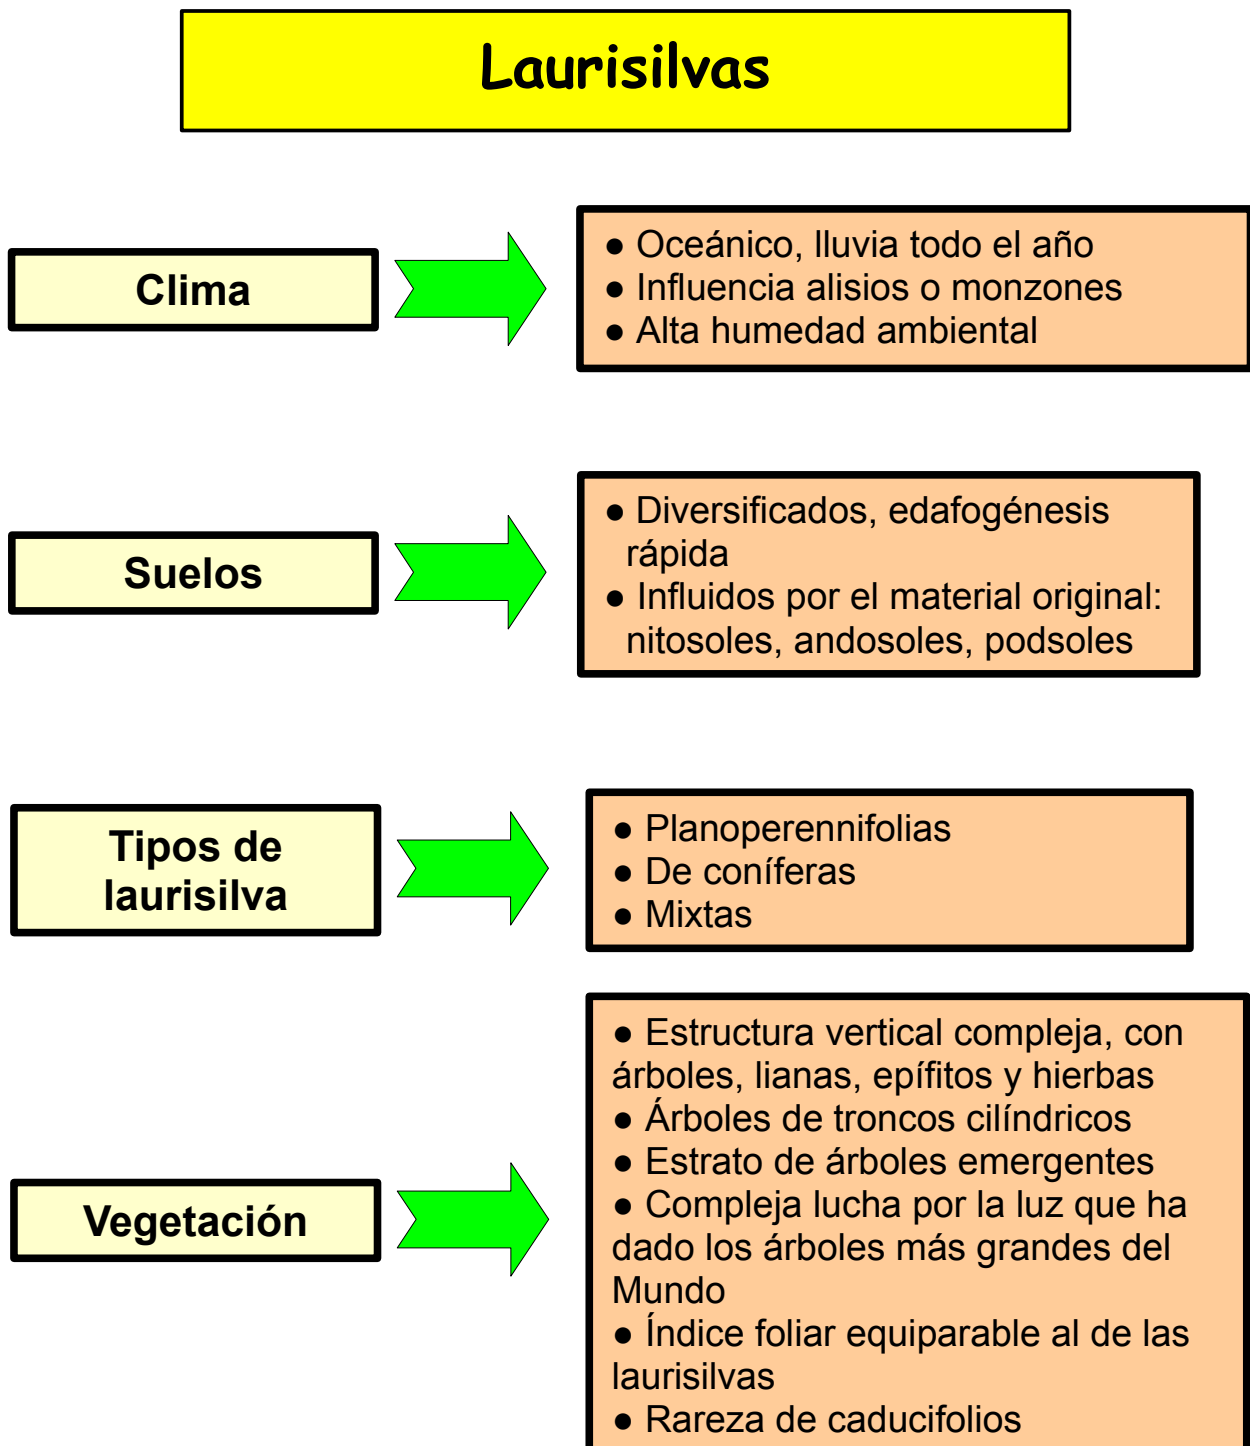 Laurisilvas
Clima
● Oceánico, lluvia todo el año
● Influencia alisios o monzones
● Alta humedad ambiental
Suelos
● Diversificados, edafogénesis
rápida
● Influidos por el material original:
nitosoles, andosoles, podsoles
Tipos de
laurisilva
● Planoperennifolias
● De coníferas
● Mixtas
Vegetación
● Estructura vertical compleja, con
árboles, lianas, epífitos y hierbas
● Árboles de troncos cilíndricos
● Estrato de árboles emergentes
● Compleja lucha por la luz que ha
dado los árboles más grandes del
Mundo
● Índice foliar equiparable al de las
laurisilvas
● Rareza de caducifolios